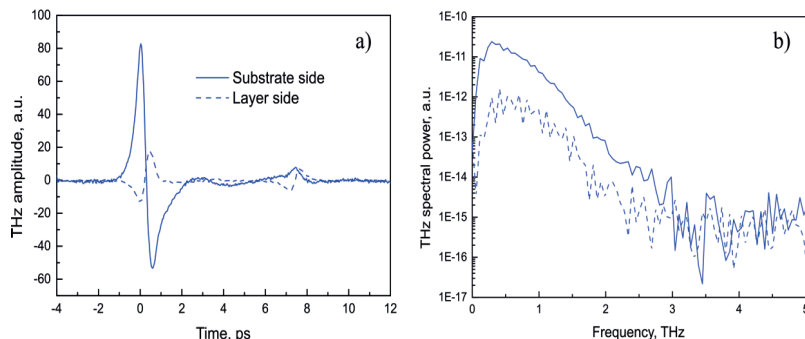 a)
Substrate side
Layer side
THz amplitude, a.u.
100
80
60
40
20
0
-20
-40
-60
-4 -2 0 2 4 6 8 10 12
Time, ps
b)
THz spectral power, a.u.
1E-10
1E-11
1E-12
1E-13
1E-14
1E-15
1E-16
1E-17
0 1 2 3 4 5
Frequency, THz